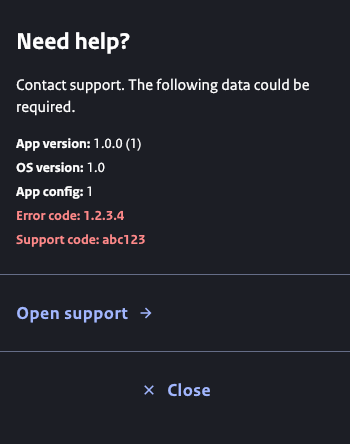 Need help?
Contact support. The following data could be
required.
App version: 1.0.0 (1)
OS version: 1.0
App config: 1
Error code: 1.2.3.4
Support code: abc123
Open support →
× Close